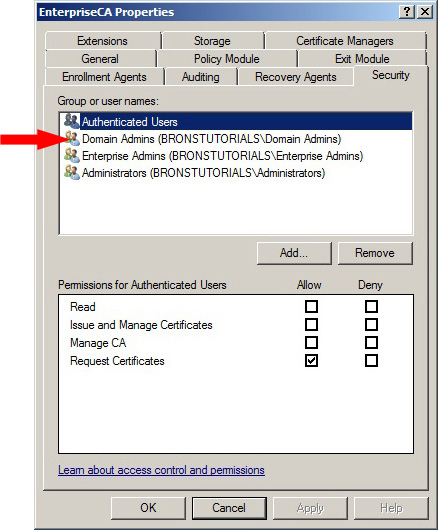 EnterpriseCA Properties
Extensions Storage Certificate Managers
General Policy Module Exit Module
Enrollment Agents Auditing Recovery Agents Security
Group or user names:
Authenticated Users
Domain Admins (BRONSTUTORIALS\Domain Admins)
Enterprise Admins (BRONSTUTORIALS\Enterprise Admins)
Administrators (BRONSTUTORIALS\Administrators)
Add... Remove
Permissions for Authenticated Users Allow Deny
Read
Issue and Manage Certificates
Manage CA
Request Certificates
Learn about access control and permissions
OK Cancel Apply Help